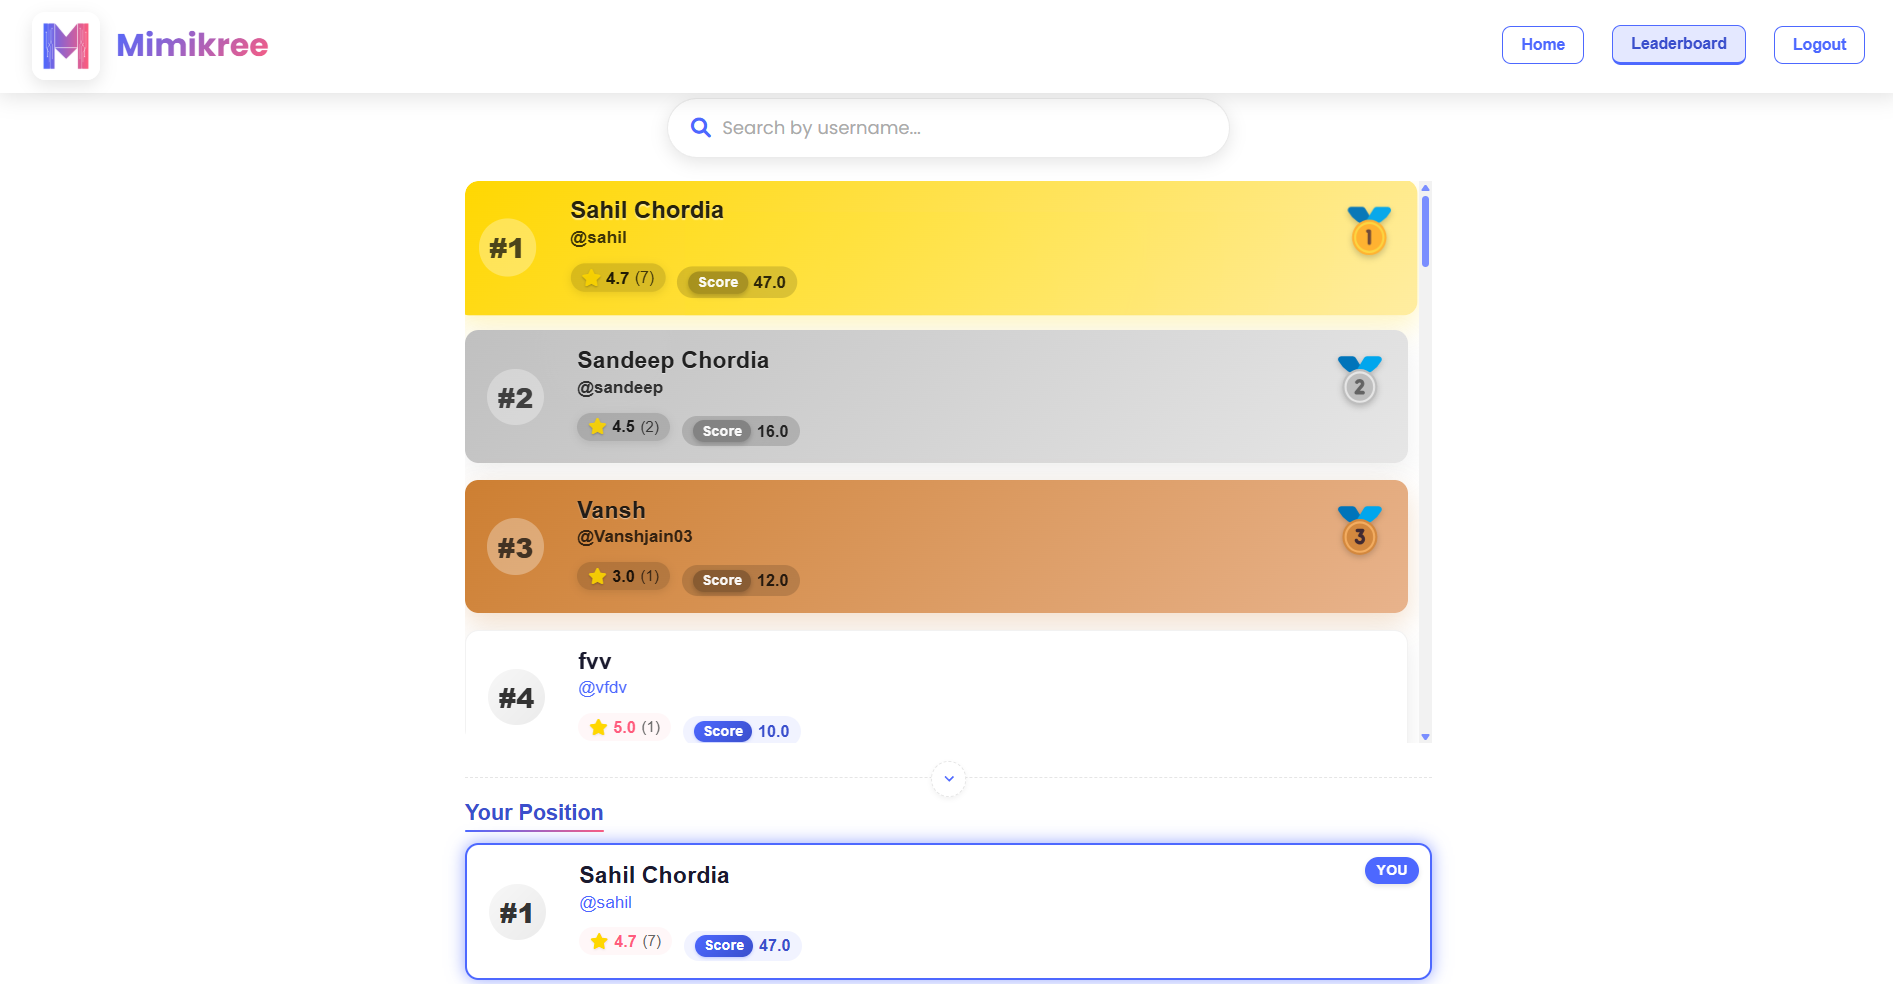 Mimikree
Home
Leaderboard
Logout
Search by username...
#1
Sahil Chordia
@sahil
4.7 (7)
Score 47.0
1
#2
Sandeep Chordia
@sandeep
4.5 (2)
Score 16.0
2
#3
Vansh
@Vanshjain03
3.0 (1)
Score 12.0
3
#4
fvv
@vfdv
5.0 (1)
Score 10.0
Your Position
#1
Sahil Chordia
@sahil
4.7 (7)
Score 47.0
YOU